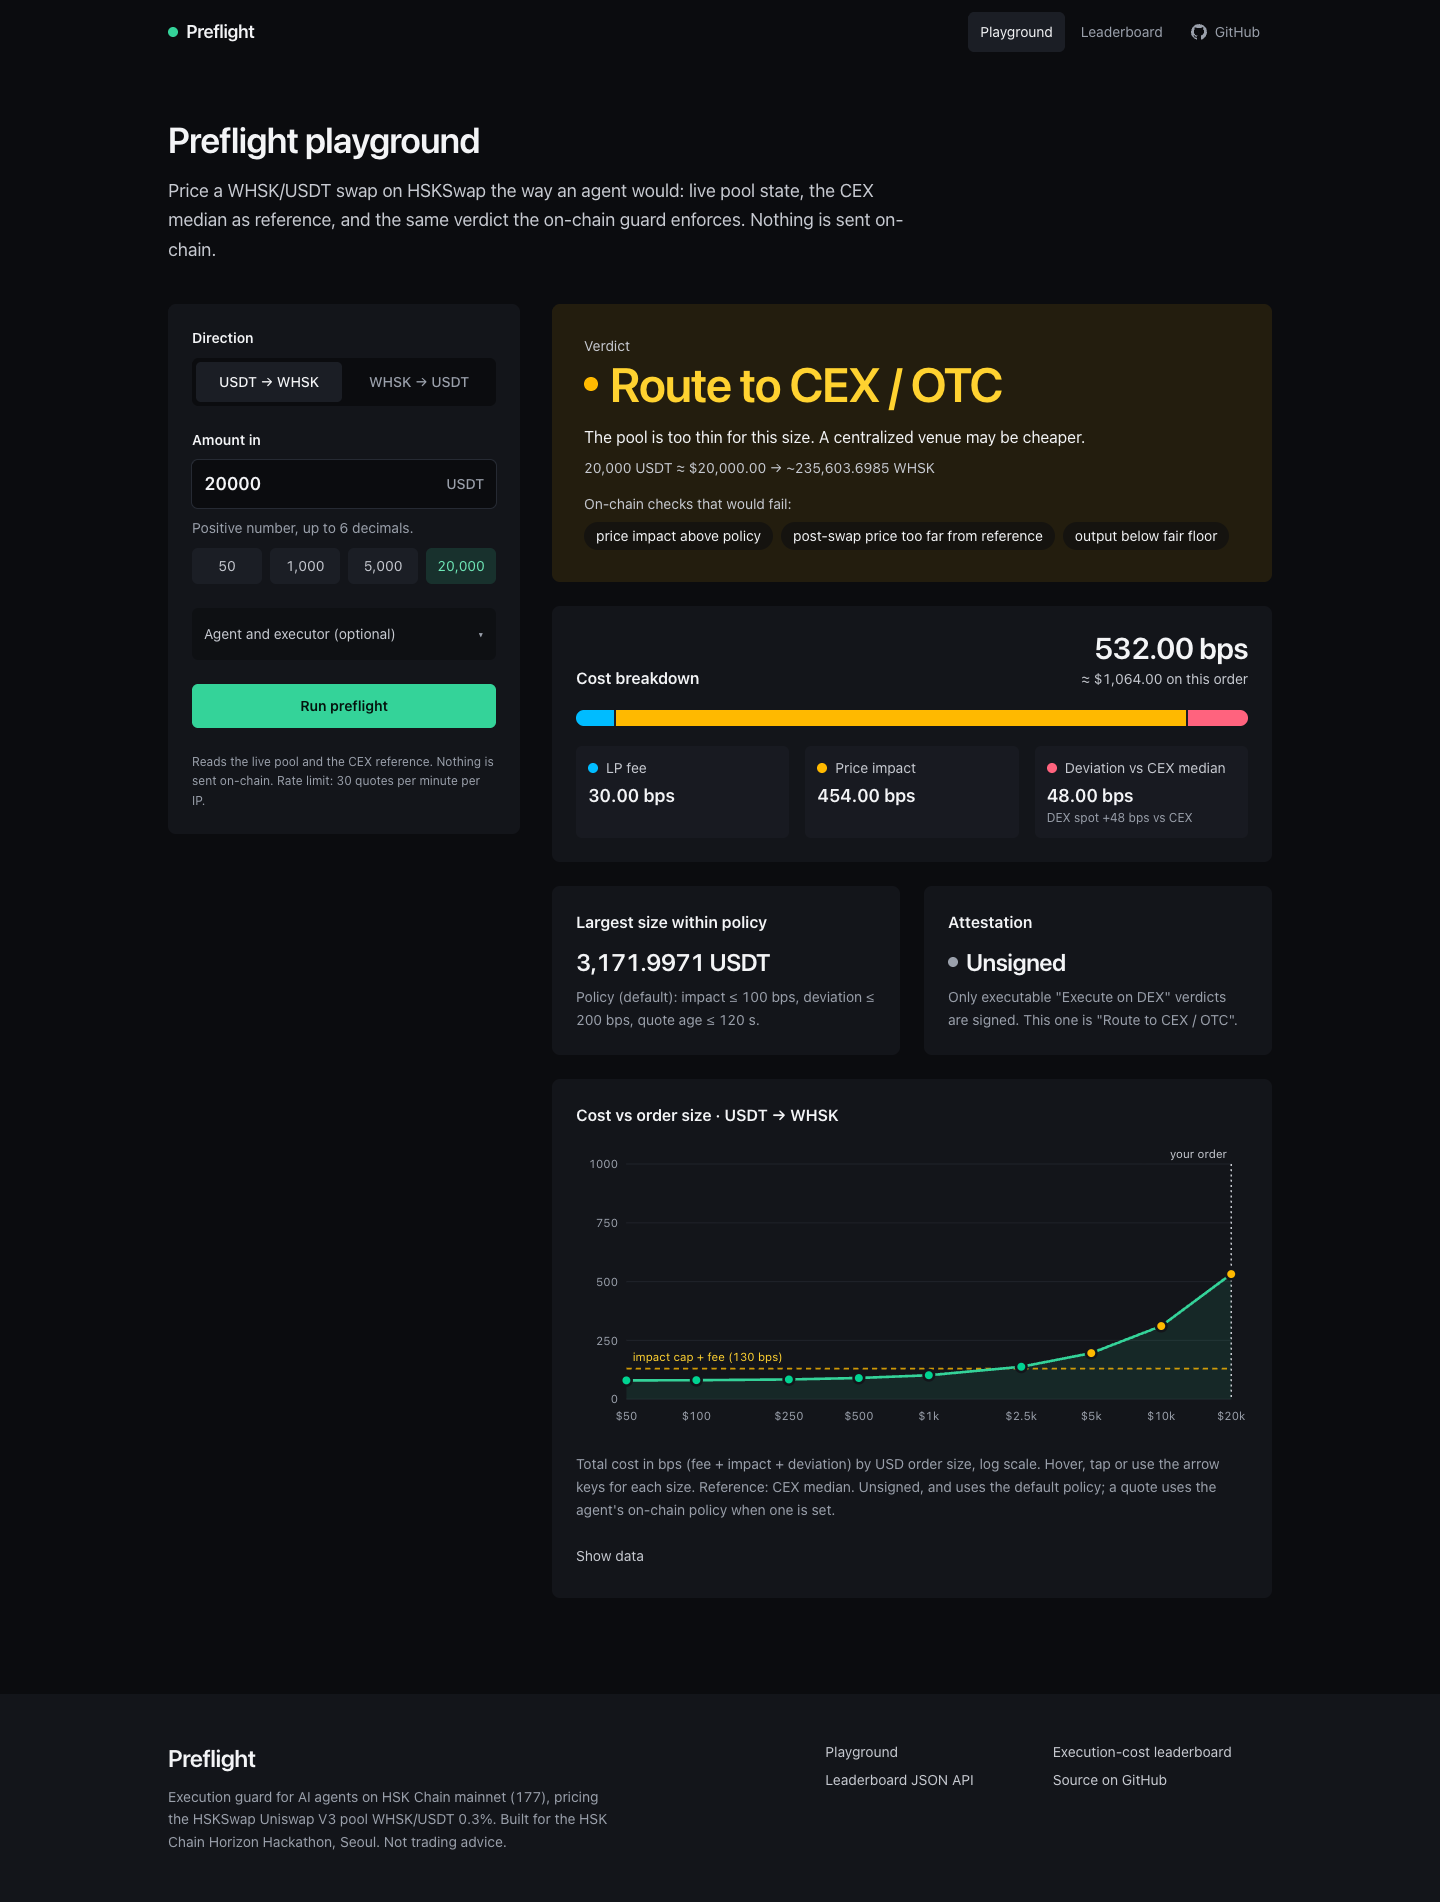 Preflight
Playground
Leaderboard
GitHub
Preflight playground
Price a WHSK/USDT swap on HSKSwap the way an agent would: live pool state, the CEX
median as reference, and the same verdict the on-chain guard enforces. Nothing is sent on-
chain.
Direction
USDT → WHSK
WHSK → USDT
Amount in
20000
USDT
Positive number, up to 6 decimals.
50
1,000
5,000
20,000
Agent and executor (optional)
Run preflight
Reads the live pool and the CEX reference. Nothing is
sent on-chain. Rate limit: 30 quotes per minute per
IP.
Verdict
Route to CEX / OTC
The pool is too thin for this size. A centralized venue may be cheaper.
20,000 USDT ≈ $20,000.00 → ~235,603.6985 WHSK
On-chain checks that would fail:
price impact above policy
post-swap price too far from reference
output below fair floor
532.00 bps
Cost breakdown
≈ $1,064.00 on this order
LP fee
30.00 bps
Price impact
454.00 bps
Deviation vs CEX median
48.00 bps
DEX spot +48 bps vs CEX
Largest size within policy
3,171.9971 USDT
Policy (default): impact ≤ 100 bps, deviation ≤
200 bps, quote age ≤ 120 s.
Attestation
Unsigned
Only executable "Execute on DEX" verdicts
are signed. This one is "Route to CEX / OTC".
Cost vs order size · USDT → WHSK
your order
1000
750
500
250
impact cap + fee (130 bps)
0
$50
$100
$250
$500
$1k
$2.5k
$5k
$10k
$20k
Total cost in bps (fee + impact + deviation) by USD order size, log scale. Hover, tap or use the arrow
keys for each size. Reference: CEX median. Unsigned, and uses the default policy; a quote uses the
agent's on-chain policy when one is set.
Show data
Preflight
Execution guard for AI agents on HSK Chain mainnet (177), pricing
the HSKSwap Uniswap V3 pool WHSK/USDT 0.3%. Built for the HSK
Chain Horizon Hackathon, Seoul. Not trading advice.
Playground
Execution-cost leaderboard
Leaderboard JSON API
Source on GitHub